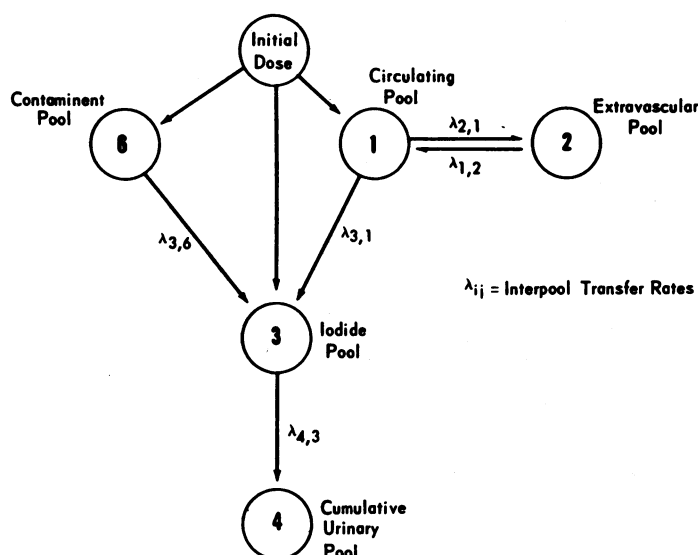 Initial
Dose
Contaminent
Pool
Circulating
Pool
Extravascular
Pool
6
1
λ2,1
λ1,2
2
λ3,6
λ3,1
λij = Interpool Transfer Rates
3
Iodide
Pool
λ4,3
4
Cumulative
Urinary
Pool